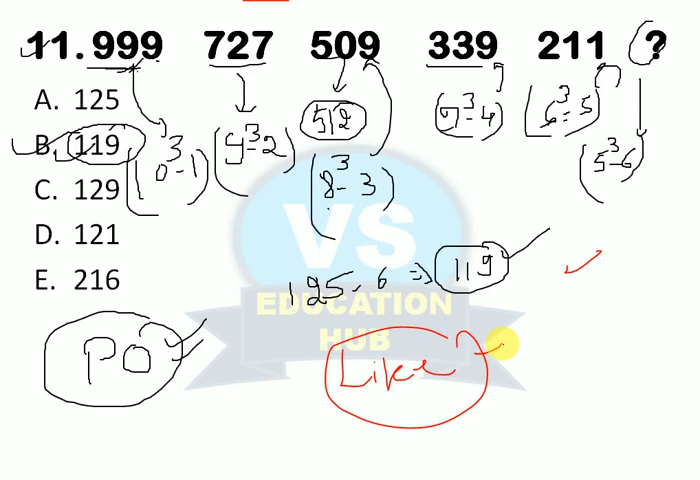 11. 999 727 509 339 211 ?
A. 125
B. 119
C. 129
D. 121
E. 216
10³-1 9³-2 512 7³-4 6³-5
8³-3 5³-6
VS
125-6 ⇒ 119
EDUCATION
HUB
PO
Like